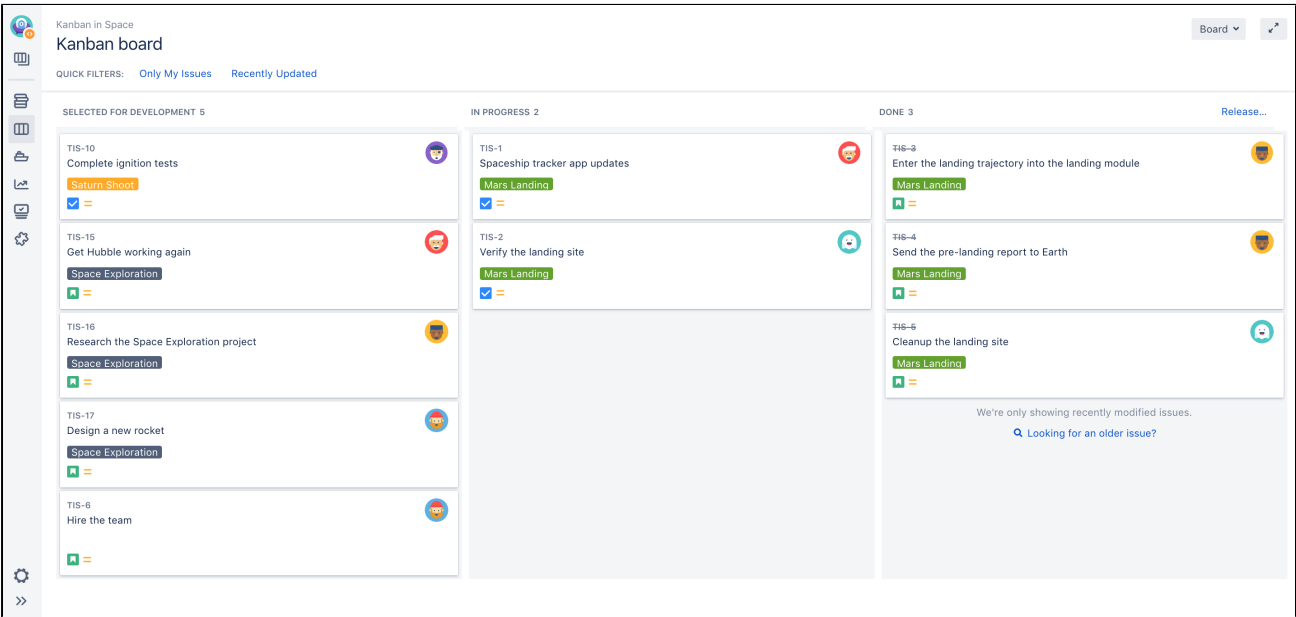 Kanban in Space
Kanban board
Board
QUICK FILTERS: Only My Issues Recently Updated
SELECTED FOR DEVELOPMENT 5
TIS-10
Complete ignition tests
Saturn Shoot
TIS-15
Get Hubble working again
Space Exploration
TIS-16
Research the Space Exploration project
Space Exploration
TIS-17
Design a new rocket
Space Exploration
TIS-6
Hire the team
IN PROGRESS 2
TIS-1
Spaceship tracker app updates
Mars Landing
TIS-2
Verify the landing site
Mars Landing
DONE 3
Release...
TIS-3
Enter the landing trajectory into the landing module
Mars Landing
TIS-4
Send the pre-landing report to Earth
Mars Landing
TIS-5
Cleanup the landing site
Mars Landing
We're only showing recently modified issues.
Looking for an older issue?